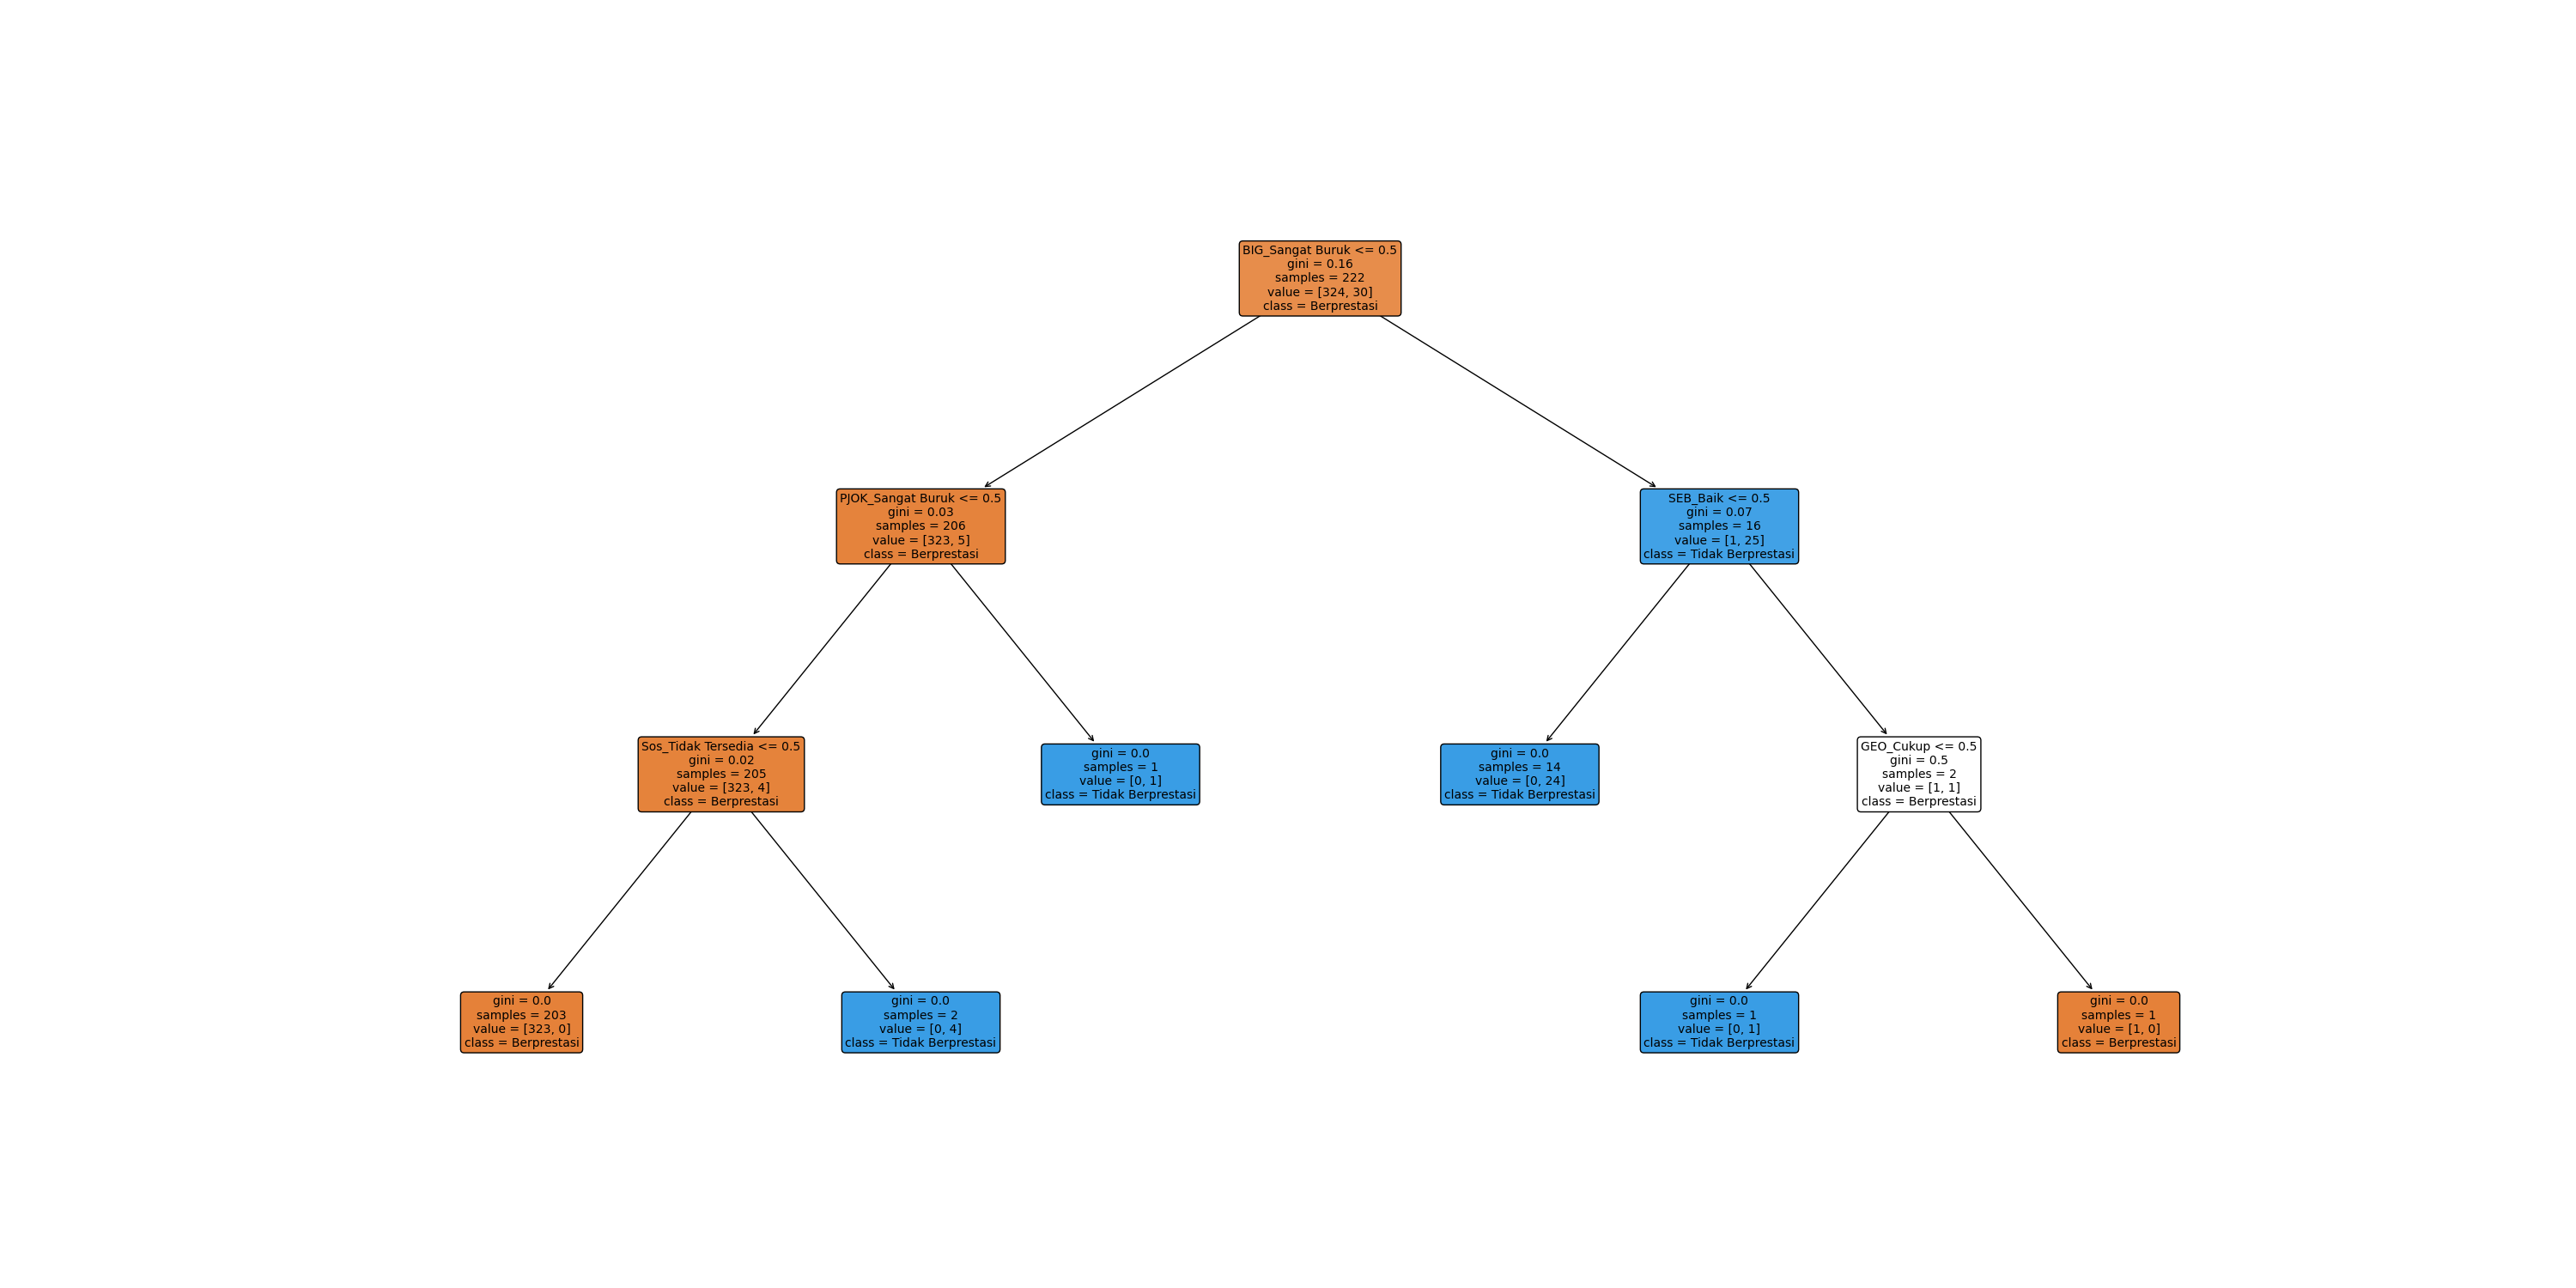 BIG_Sangat Buruk <= 0.5
gini = 0.16
samples = 222
value = [324, 30]
class = Berprestasi
PJOK_Sangat Buruk <= 0.5
gini = 0.03
samples = 206
value = [323, 5]
class = Berprestasi
SEB_Baik <= 0.5
gini = 0.07
samples = 16
value = [1, 25]
class = Tidak Berprestasi
Sos_Tidak Tersedia <= 0.5
gini = 0.02
samples = 205
value = [323, 4]
class = Berprestasi
gini = 0.0
samples = 1
value = [0, 1]
class = Tidak Berprestasi
gini = 0.0
samples = 14
value = [0, 24]
class = Tidak Berprestasi
GEO_Cukup <= 0.5
gini = 0.5
samples = 2
value = [1, 1]
class = Berprestasi
gini = 0.0
samples = 203
value = [323, 0]
class = Berprestasi
gini = 0.0
samples = 2
value = [0, 4]
class = Tidak Berprestasi
gini = 0.0
samples = 1
value = [0, 1]
class = Tidak Berprestasi
gini = 0.0
samples = 1
value = [1, 0]
class = Berprestasi